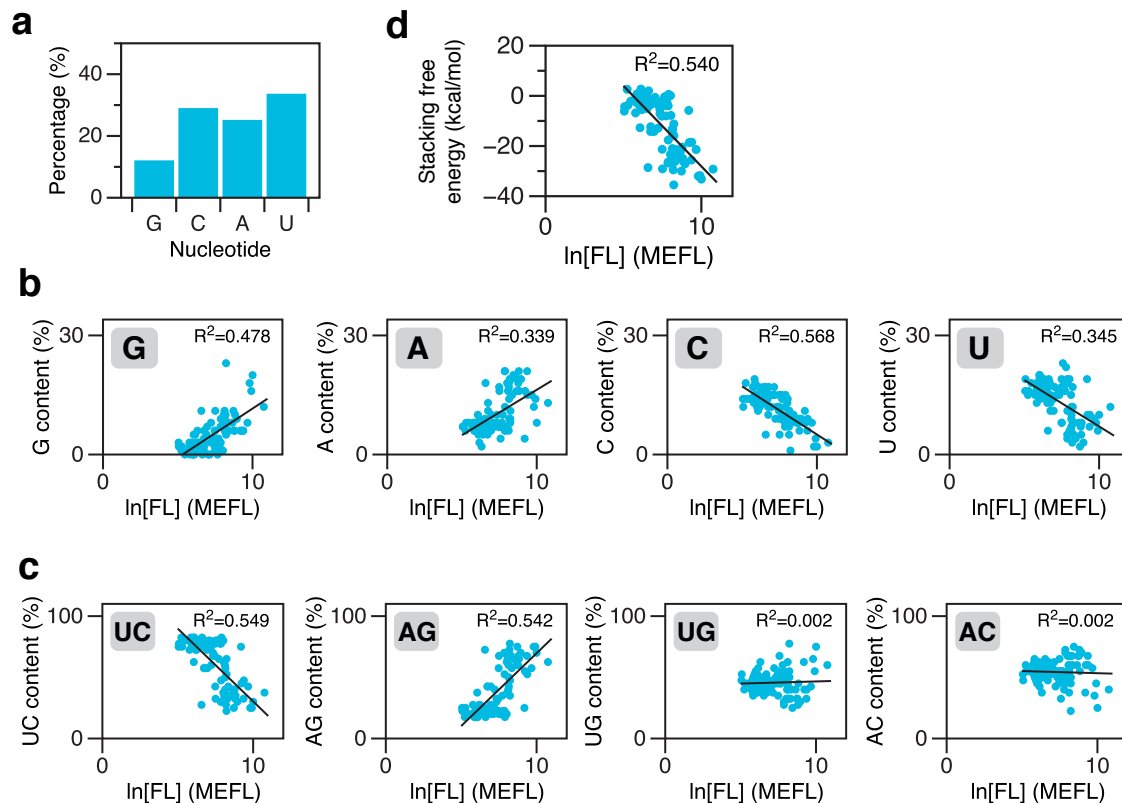 a
Percentage (%)
40
20
0
G C A U
Nucleotide
d
Stacking free
energy (kcal/mol)
20
0
−20
−40
R²=0.540
0 10
ln[FL] (MEFL)
b
G content (%)
30
0
G
R²=0.478
0 10
ln[FL] (MEFL)
A content (%)
30
0
A
R²=0.339
0 10
ln[FL] (MEFL)
C content (%)
30
0
C
R²=0.568
0 10
ln[FL] (MEFL)
U content (%)
30
0
U
R²=0.345
0 10
ln[FL] (MEFL)
c
UC content (%)
100
0
UC
R²=0.549
0 10
ln[FL] (MEFL)
AG content (%)
100
0
AG
R²=0.542
0 10
ln[FL] (MEFL)
UG content (%)
100
0
UG
R²=0.002
0 10
ln[FL] (MEFL)
AC content (%)
100
0
AC
R²=0.002
0 10
ln[FL] (MEFL)